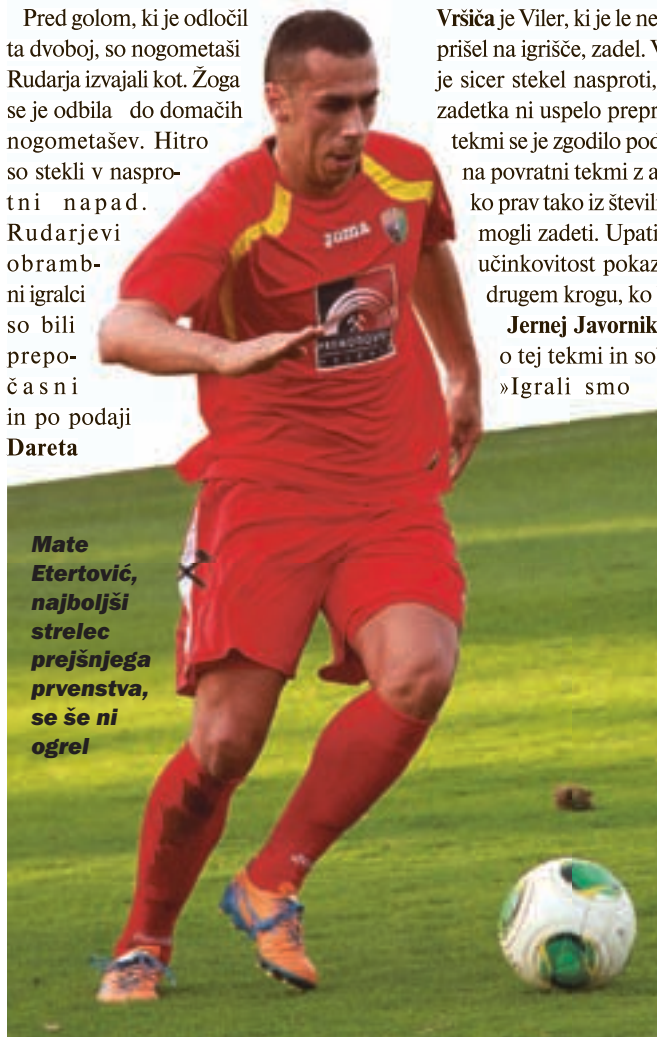 Pred golom, ki je odločil
ta dvoboj, so nogometaši
Rudarja izvajali kot. Žoga
se je odbila do domačih
nogometašev. Hitro
so stekli v naspro-
tni napad.
Rudarjevi
obramb-
ni igralci
so bili
prepo-
časni
in po podaji
Dareta
Vršiča je Viler, ki je le ne
prišel na igrišče, zadel. V
je sicer stekel nasproti,
zadetka ni uspelo prepr
tekmi se je zgodilo pod
na povratni tekmi z a
ko prav tako iz števil
mogli zadeti. Upati
učinkovitost pokaz
drugem krogu, ko
Jernej Javornik
o tej tekmi in so
»Igrali smo
JOMA
PREMOGOVNIK
Mate
Etertović,
najboljši
strelec
prejšnjega
prvenstva,
se še ni
ogrel